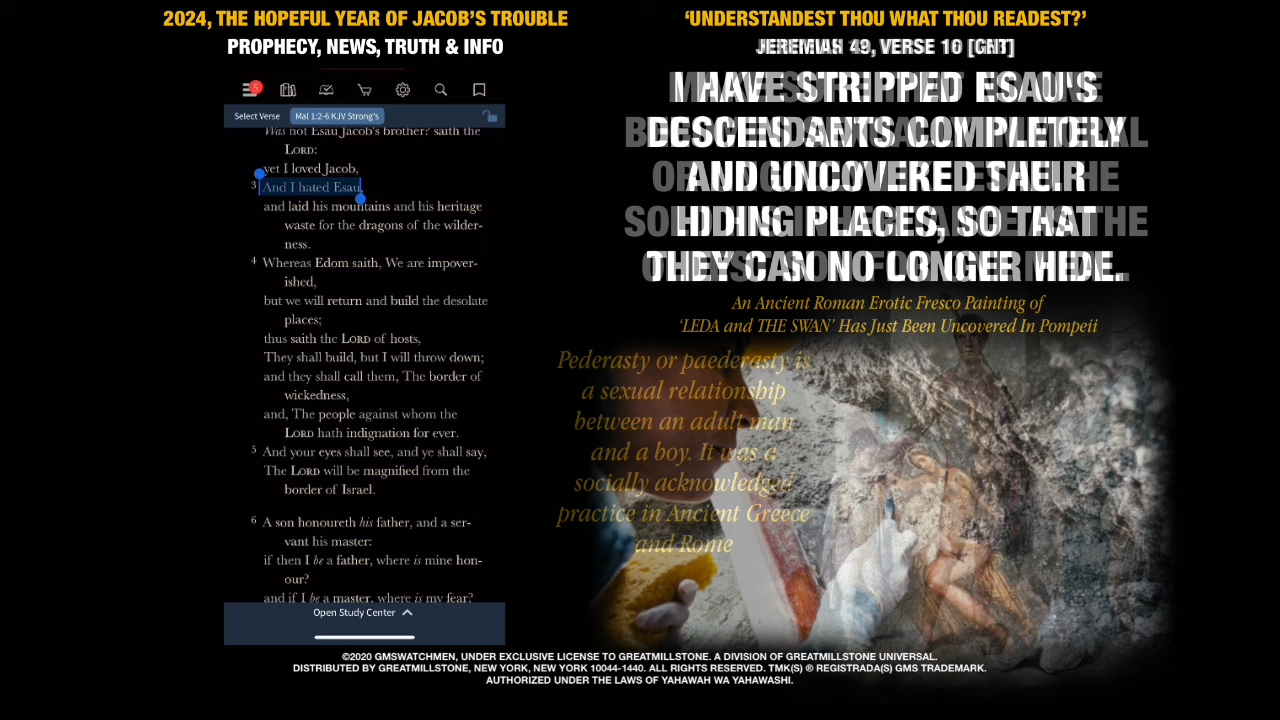 2024, THE HOPEFUL YEAR OF JACOB'S TROUBLE
PROPHECY, NEWS, TRUTH & INFO
5
Select Verse
Mal 1:2-6 KJV Strong's
Was not Esau Jacob's brother? saith the
LORD:
yet I loved Jacob,
3 And I hated Esau,
and laid his mountains and his heritage
waste for the dragons of the wilder-
ness.
4 Whereas Edom saith, We are impover-
ished,
but we will return and build the desolate
places;
thus saith the LORD of hosts,
They shall build, but I will throw down;
and they shall call them, The border of
wickedness,
and, The people against whom the
LORD hath indignation for ever.
5 And your eyes shall see, and ye shall say,
The LORD will be magnified from the
border of Israel.
6 A son honoureth his father, and a ser-
vant his master:
if then I be a father, where is mine hon-
our?
and if I be a master, where is my fear?
Open Study Center
‘UNDERSTANDEST THOU WHAT THOU READEST?’
JEREMIAH 49, VERSE 10 [GNT]
I HAVE STRIPPED ESAU'S
DESCENDANTS COMPLETELY
AND UNCOVERED THEIR
HIDING PLACES, SO THAT
THEY CAN NO LONGER HIDE.
An Ancient Roman Erotic Fresco Painting of
‘LEDA and THE SWAN’ Has Just Been Uncovered In Pompeii
Pederasty or paederasty is
a sexual relationship
between an adult man
and a boy. It was a
socially acknowledged
practice in Ancient Greece
and Rome
©2020 GMSWATCHMEN, UNDER EXCLUSIVE LICENSE TO GREATMILLSTONE. A DIVISION OF GREATMILLSTONE UNIVERSAL.
DISTRIBUTED BY GREATMILLSTONE, NEW YORK, NEW YORK 10044-1440. ALL RIGHTS RESERVED. TMK(S) ® REGISTRADA(S) GMS TRADEMARK.
AUTHORIZED UNDER THE LAWS OF YAHAWAH WA YAHAWASHI.